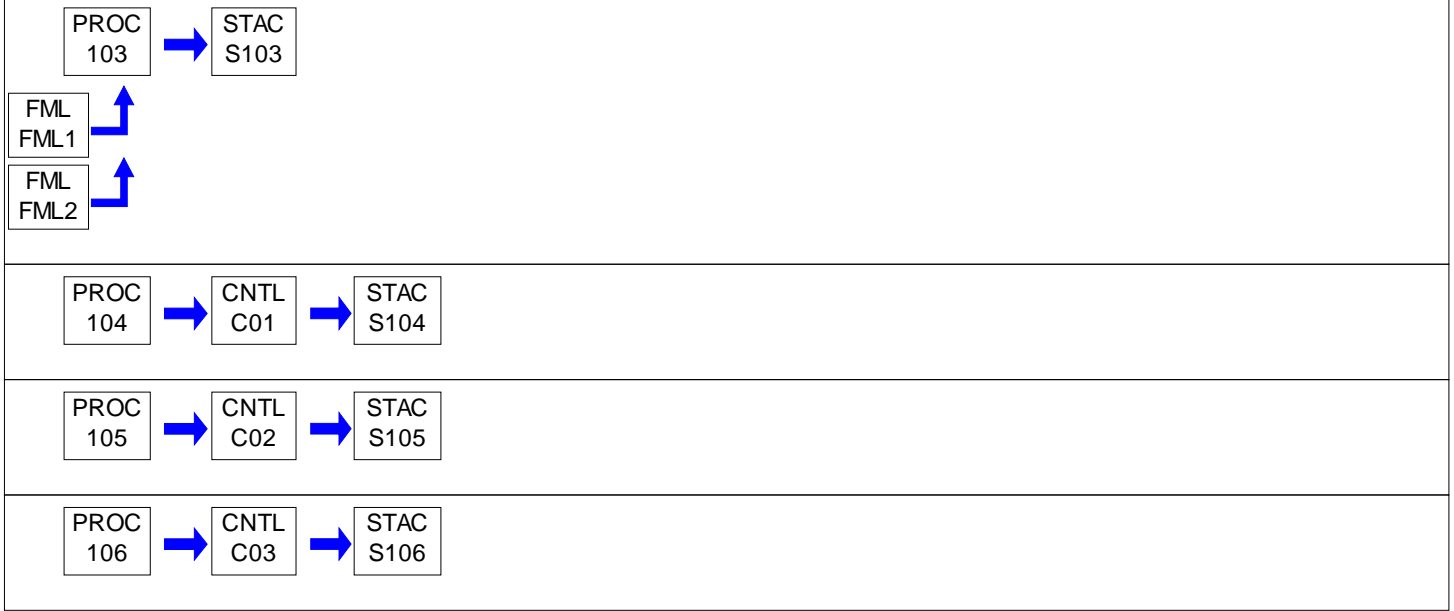 PROC
103
STAC
S103
FML
FML1
FML
FML2
PROC
104
CNTL
C01
STAC
S104
PROC
105
CNTL
C02
STAC
S105
PROC
106
CNTL
C03
STAC
S106